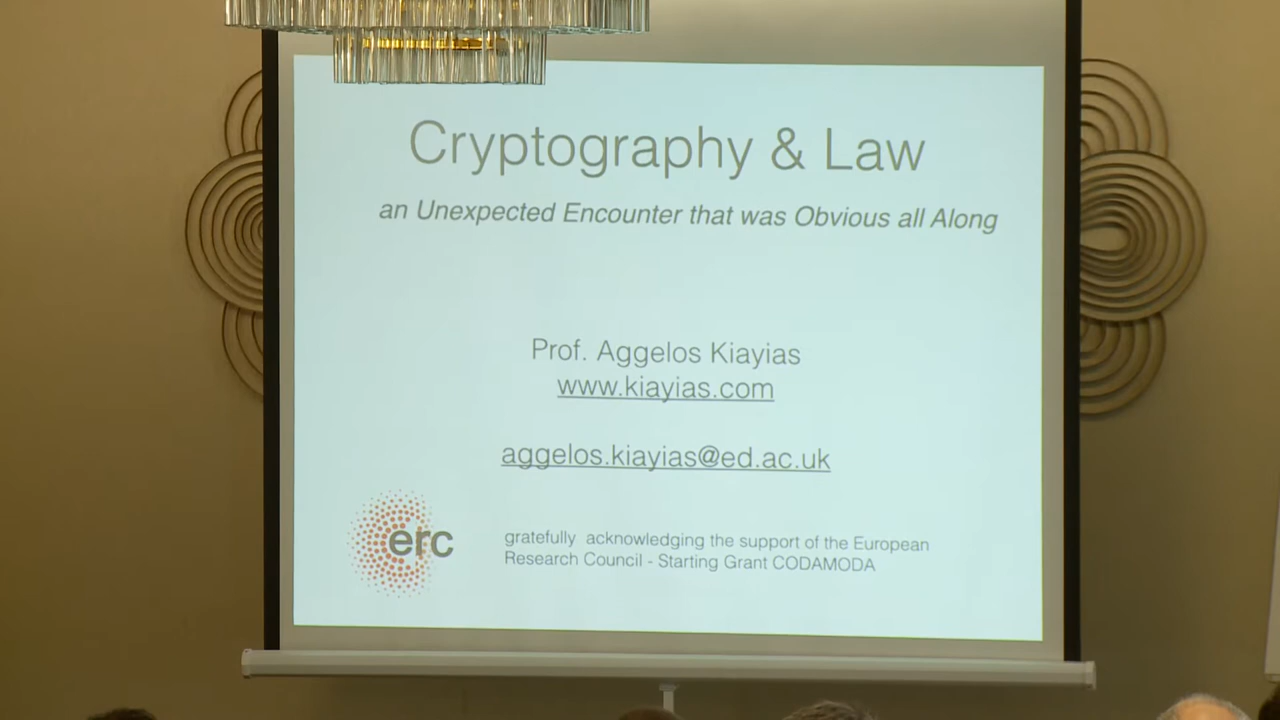 Cryptography & Law
an Unexpected Encounter that was Obvious all Along
Prof. Aggelos Kiayias
www.kiayias.com
aggelos.kiayias@ed.ac.uk
erc
gratefully acknowledging the support of the European
Research Council - Starting Grant CODAMODA